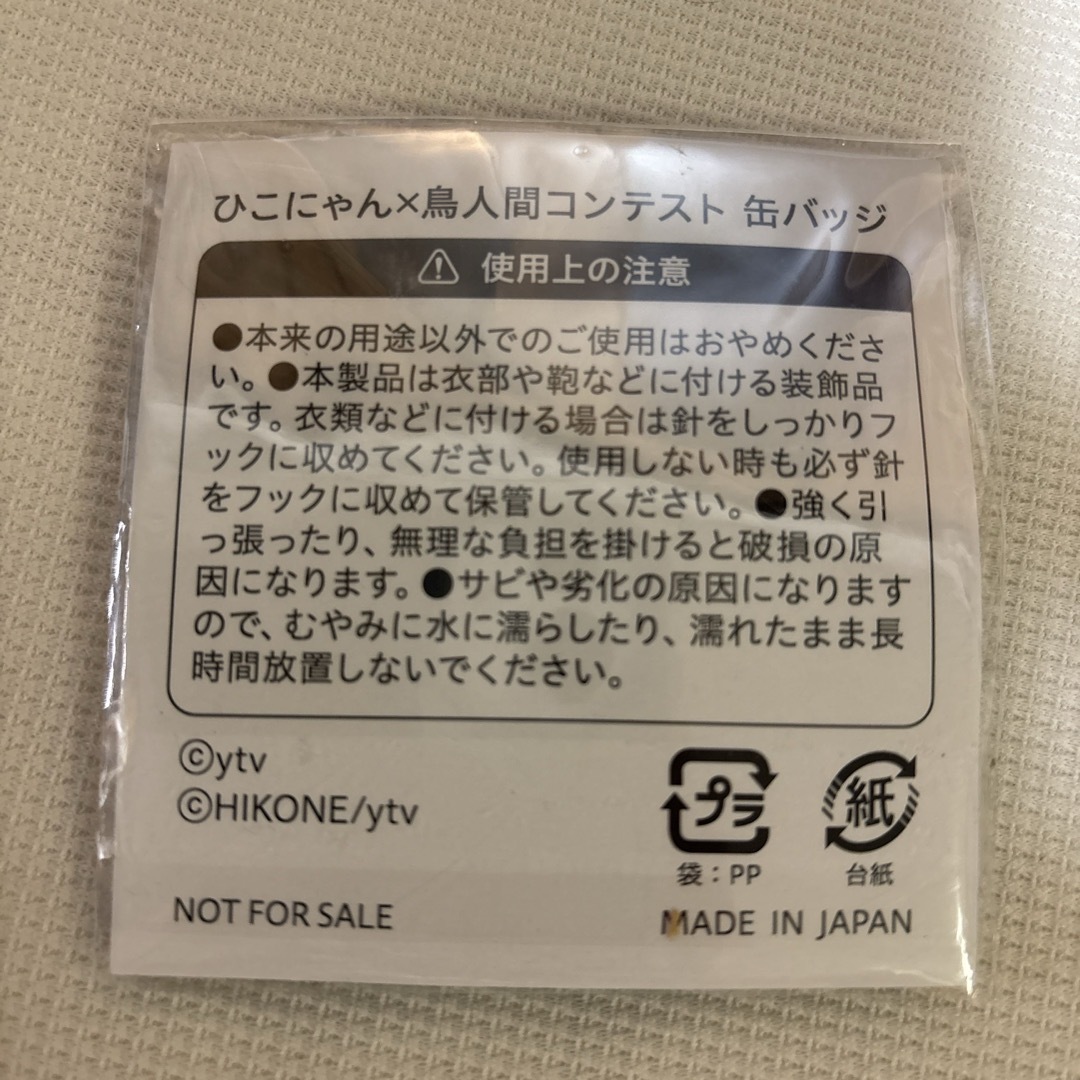 ひこにゃん×鳥人間コンテスト 缶バッジ
⚠ 使用上の注意
●本来の用途以外でのご使用はおやめくださ
い。●本製品は衣部や鞄などに付ける装飾品
です。衣類などに付ける場合は針をしっかりフ
ックに収めてください。使用しない時も必ず針
をフックに収めて保管してください。●強く引
っ張ったり、無理な負担を掛けると破損の原
因になります。●サビや劣化の原因になります
ので、むやみに水に濡らしたり、濡れたまま長
時間放置しないでください。
©ytv
©HIKONE/ytv
プラ
紙
袋：PP
台紙
NOT FOR SALE
MADE IN JAPAN